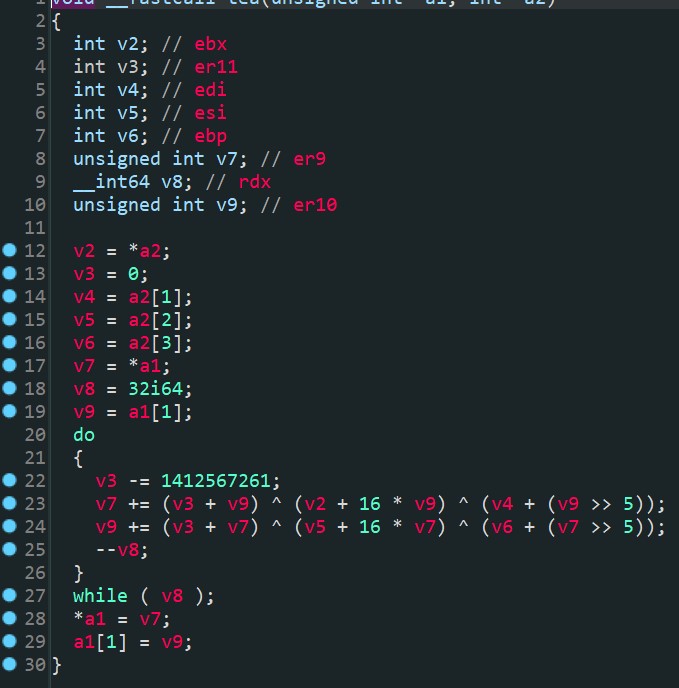 1 void __fastcall tea(unsigned int *a1, int *a2)
2 {
3 int v2; // ebx
4 int v3; // er11
5 int v4; // edi
6 int v5; // esi
7 int v6; // ebp
8 unsigned int v7; // er9
9 __int64 v8; // rdx
10 unsigned int v9; // er10
11
12 v2 = *a2;
13 v3 = 0;
14 v4 = a2[1];
15 v5 = a2[2];
16 v6 = a2[3];
17 v7 = *a1;
18 v8 = 32i64;
19 v9 = a1[1];
20 do
21 {
22 v3 -= 1412567261;
23 v7 += (v3 + v9) ^ (v2 + 16 * v9) ^ (v4 + (v9 >> 5));
24 v9 += (v3 + v7) ^ (v5 + 16 * v7) ^ (v6 + (v7 >> 5));
25 --v8;
26 }
27 while ( v8 );
28 *a1 = v7;
29 a1[1] = v9;
30 }